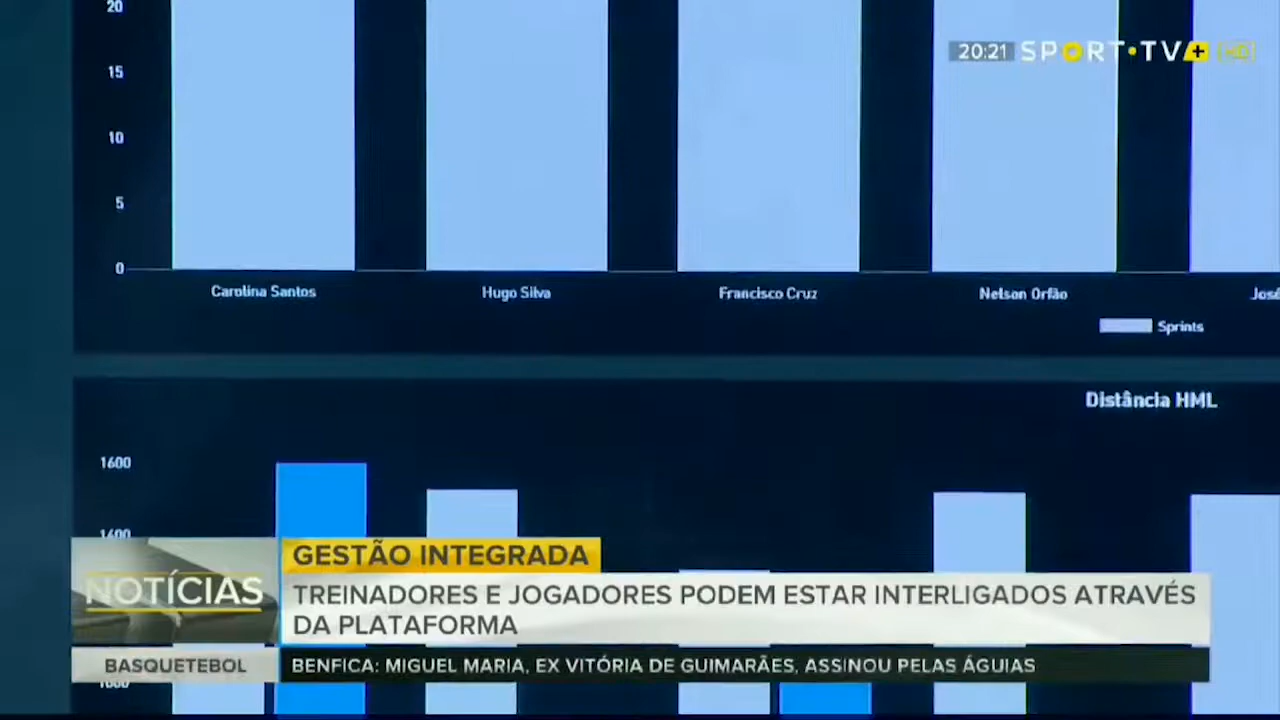 20
15
10
5
0
20:21 SPORT•TV+ HD
Carolina Santos
Hugo Silva
Francisco Cruz
Nelson Orfão
José
Sprints
Distância HML
1600
1400
GESTÃO INTEGRADA
NOTÍCIAS
TREINADORES E JOGADORES PODEM ESTAR INTERLIGADOS ATRAVÉS
DA PLATAFORMA
BASQUETEBOL
BENFICA: MIGUEL MARIA, EX VITÓRIA DE GUIMARÃES, ASSINOU PELAS ÁGUIAS